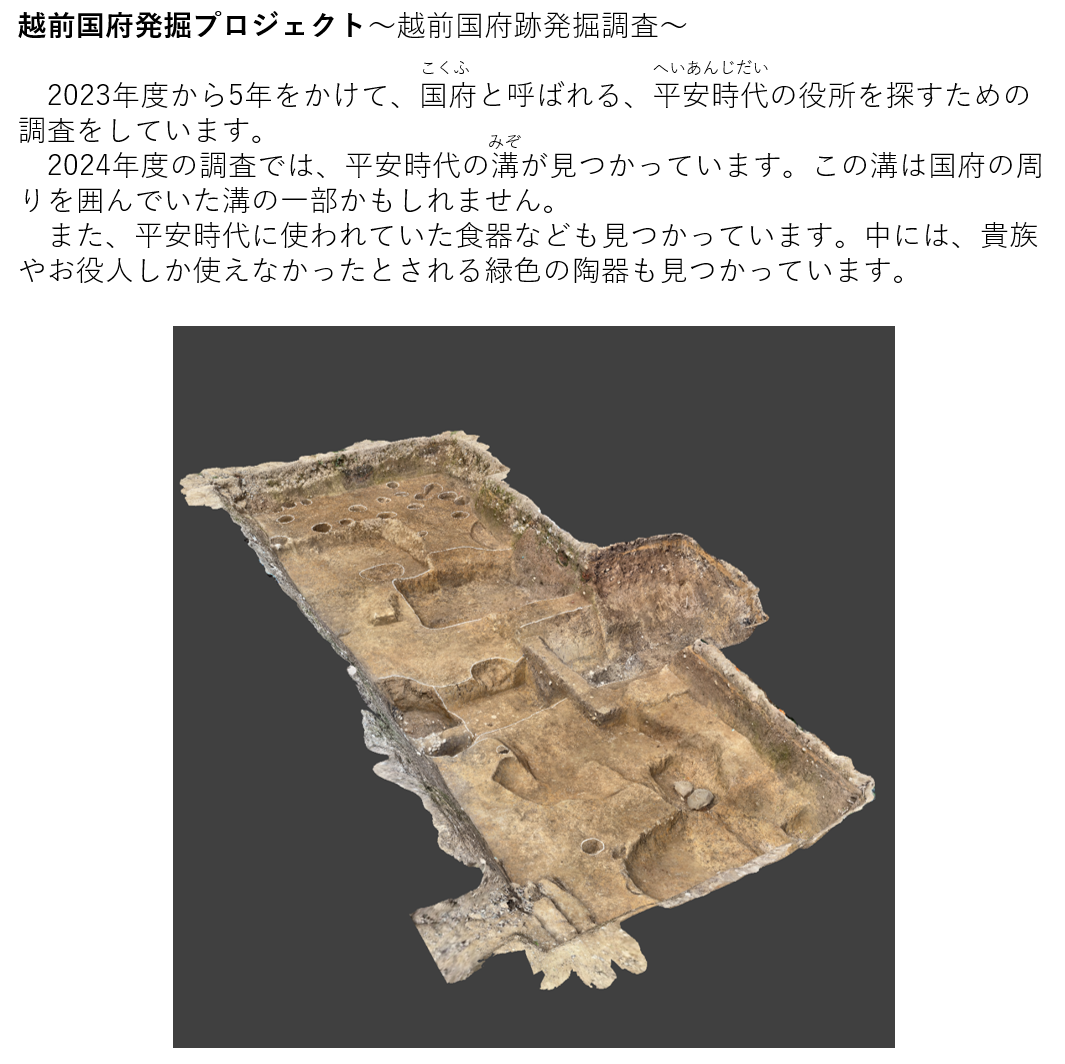 越前国府発掘プロジェクト～越前国府跡発掘調査～
こくふ へいあんじだい
2023年度から5年をかけて、国府と呼ばれる、平安時代の役所を探すための
調査をしています。
みぞ
2024年度の調査では、平安時代の溝が見つかっています。この溝は国府の周
りを囲んでいた溝の一部かもしれません。
また、平安時代に使われていた食器なども見つかっています。中には、貴族
やお役人しか使えなかったとされる緑色の陶器も見つかっています。